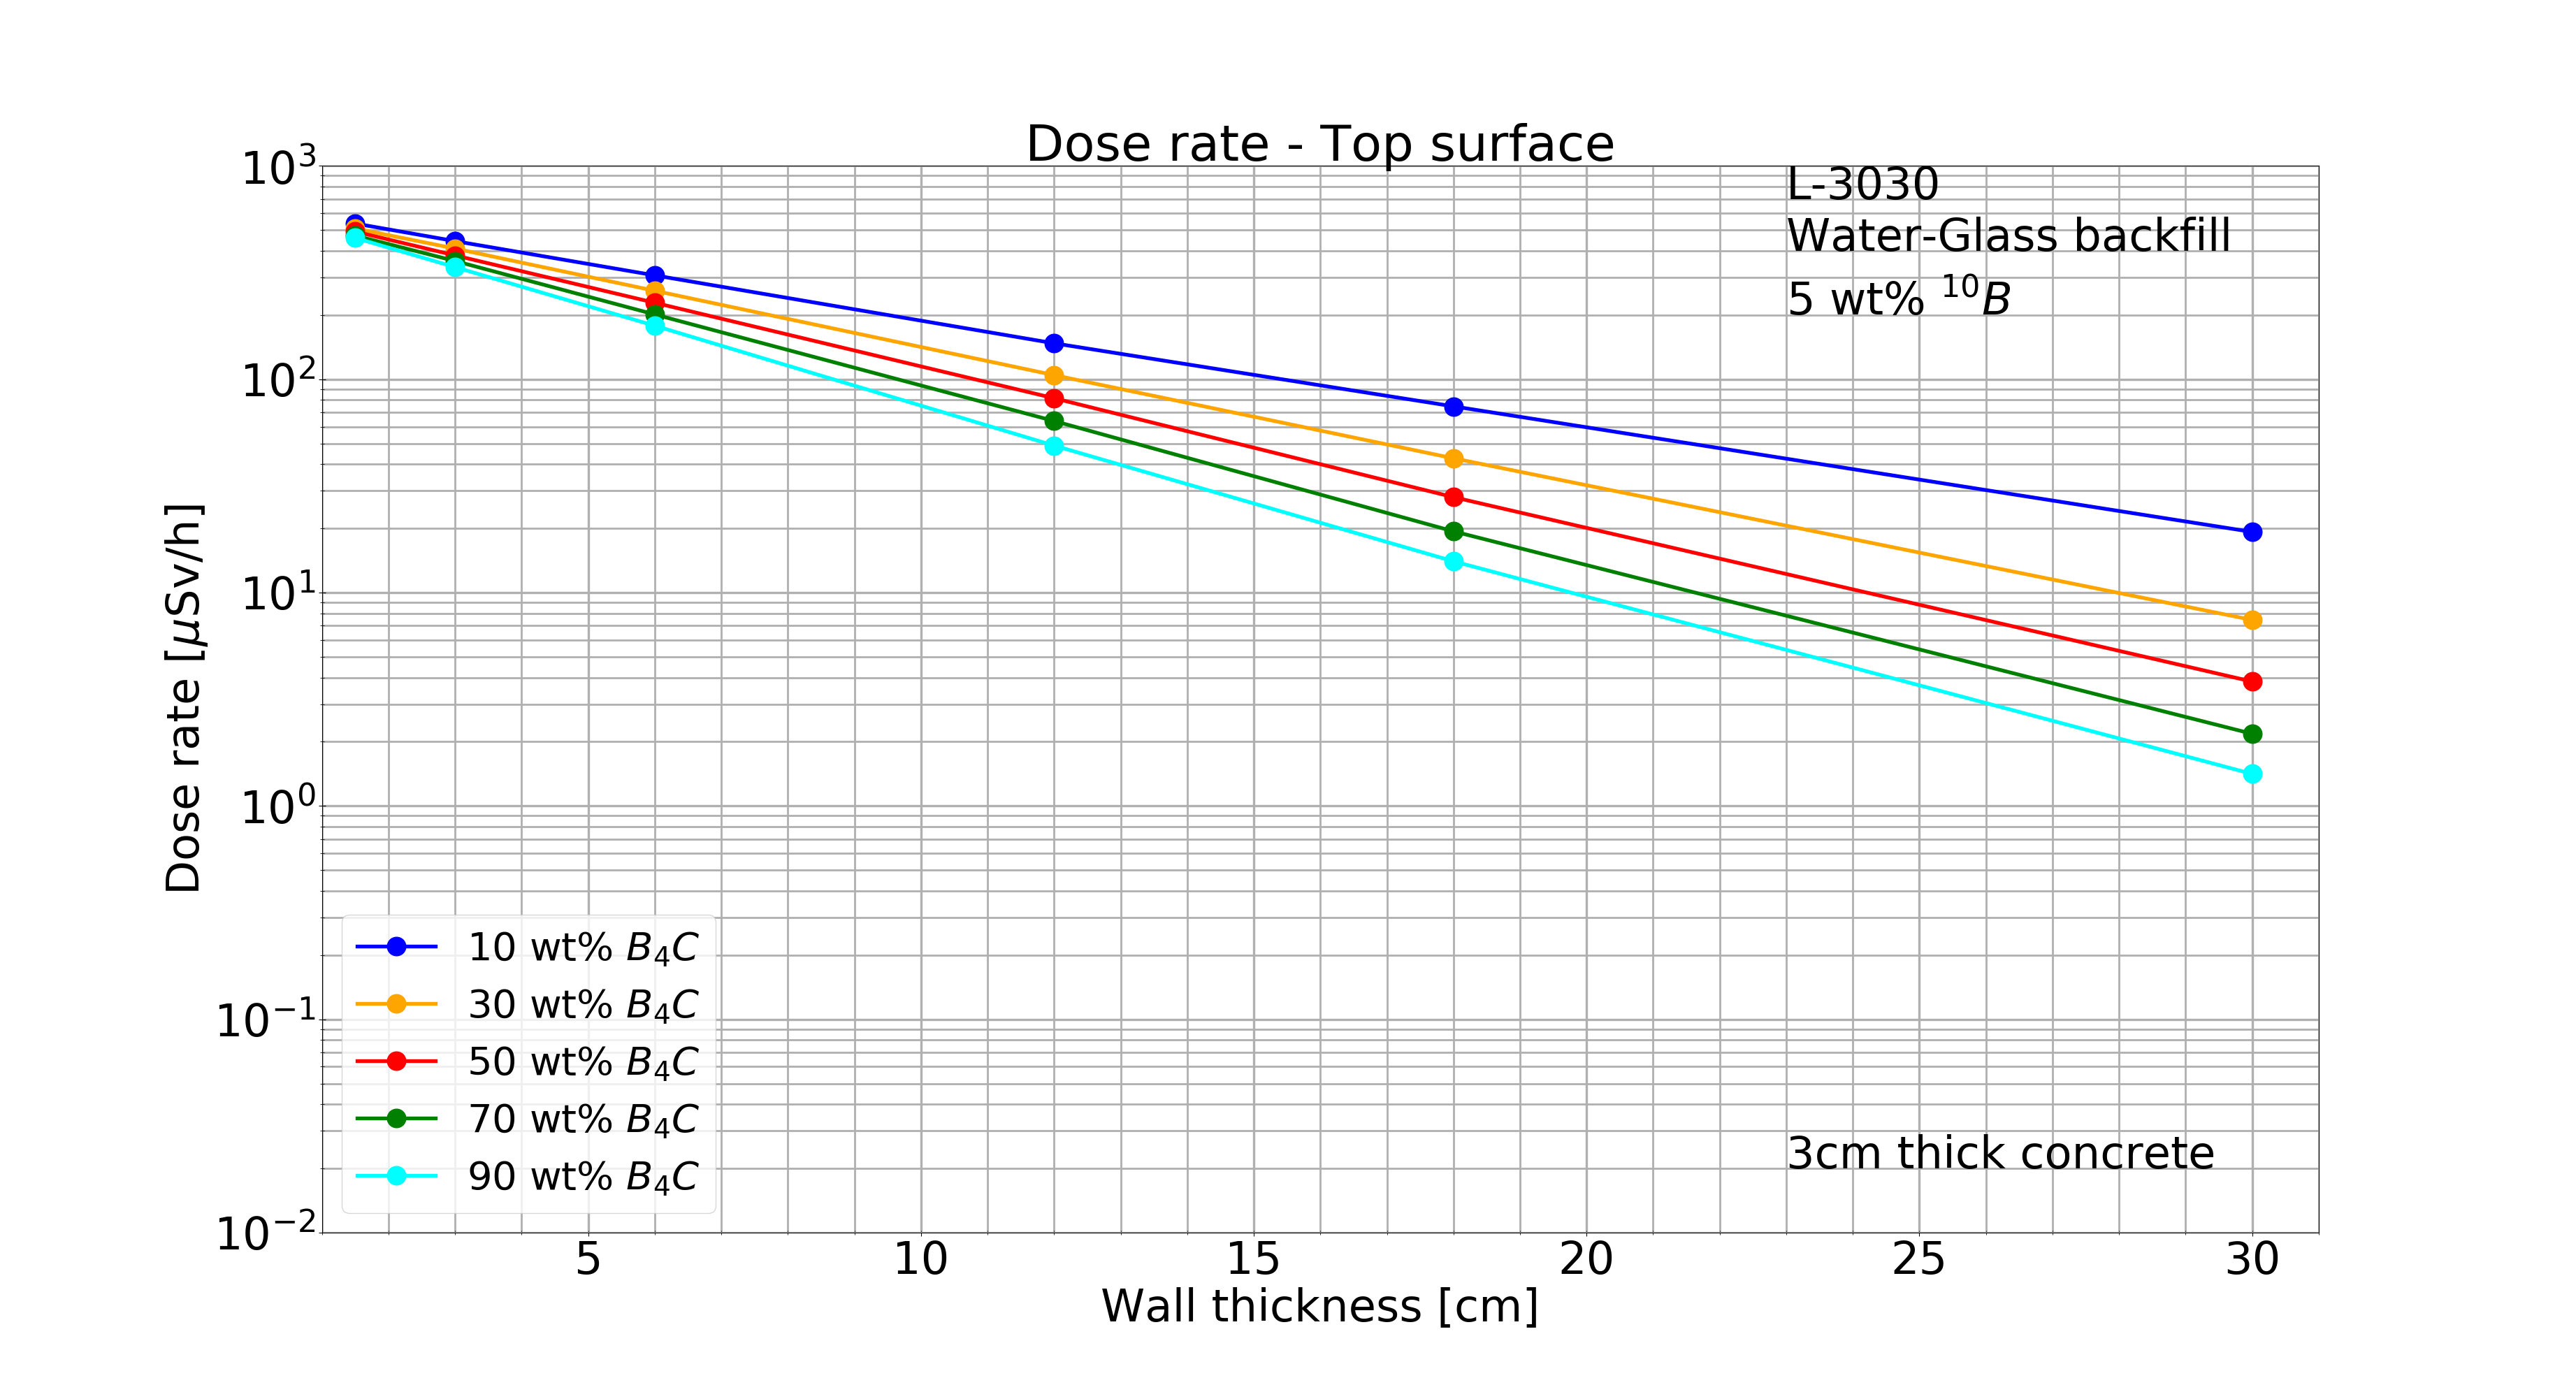 Dose rate - Top surface
L-3030
Water-Glass backfill
5 wt% ¹⁰B
10³
10²
10¹
10⁰
10⁻¹
10⁻²
Dose rate [μSv/h]
10 wt% B₄C
30 wt% B₄C
50 wt% B₄C
70 wt% B₄C
90 wt% B₄C
3cm thick concrete
5 10 15 20 25 30
Wall thickness [cm]